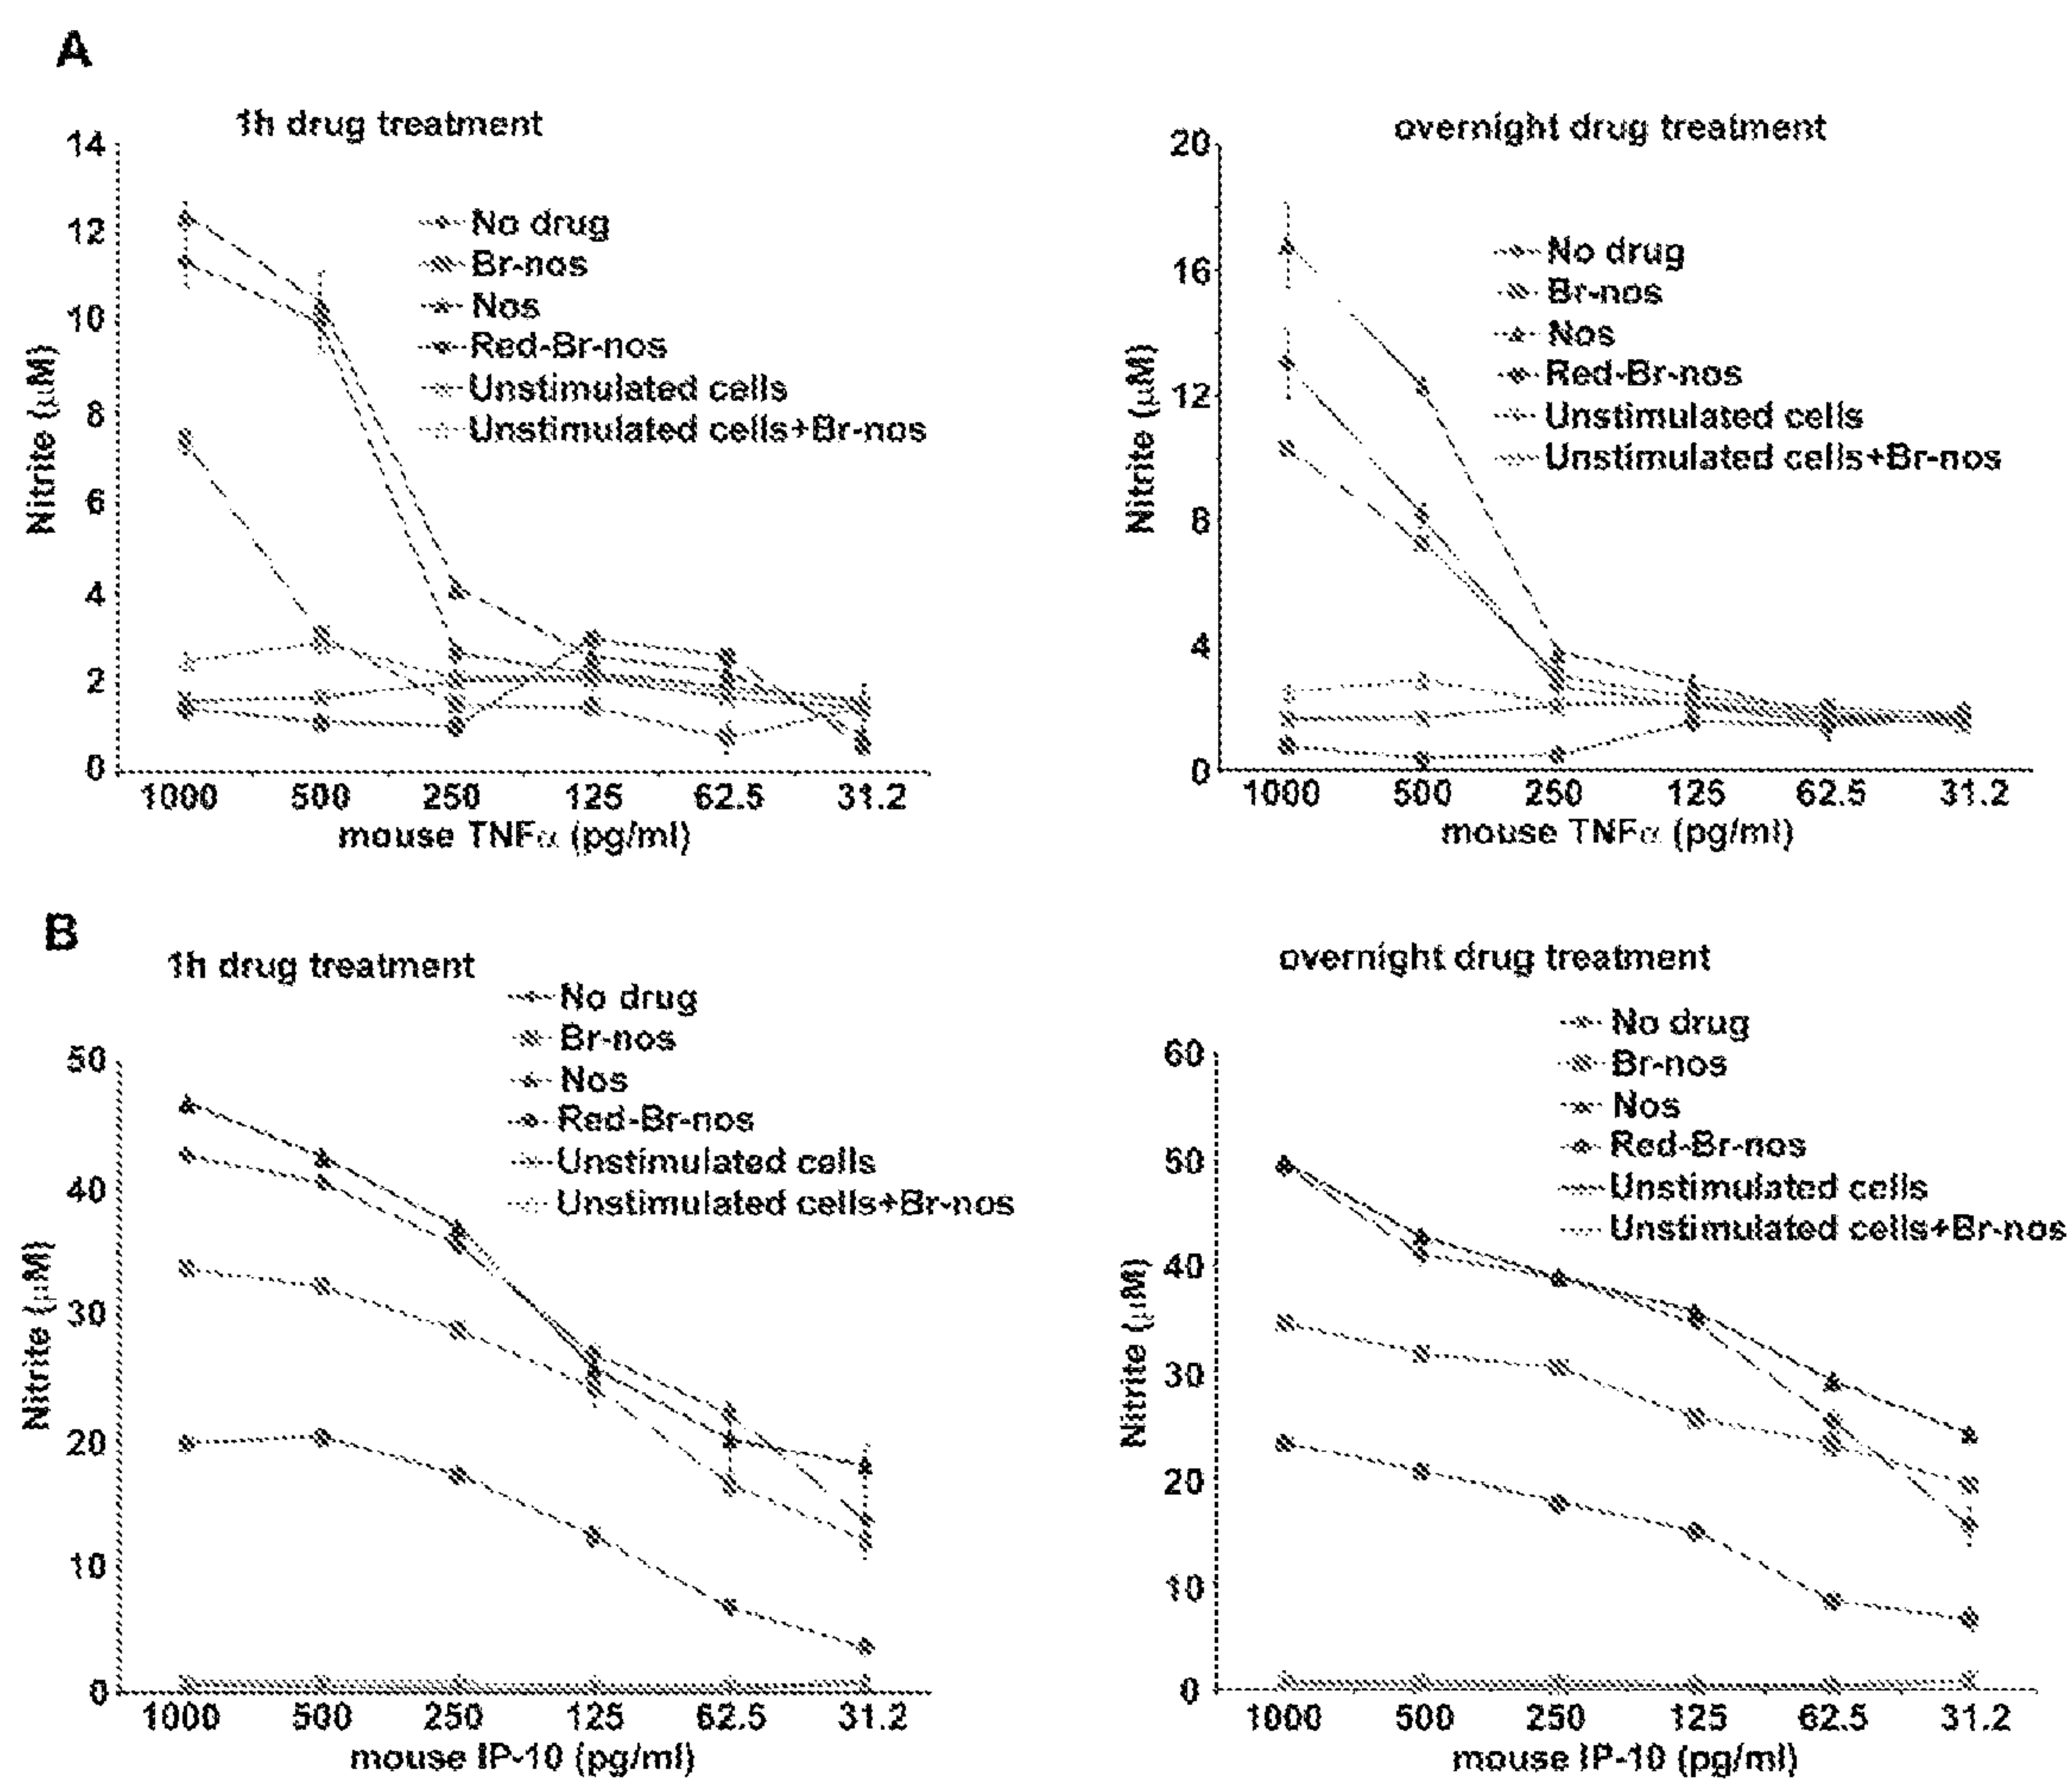 A
1h drug treatment
14
12
10
8
6
4
2
0
Nitrite (µM)
No drug
Br-nos
Nos
Red-Br-nos
Unstimulated cells
Unstimulated cells+Br-nos
1000 500 250 125 62.5 31.2
mouse TNFα (pg/ml)
overnight drug treatment
20
16
12
8
4
0
Nitrite (µM)
No drug
Br-nos
Nos
Red-Br-nos
Unstimulated cells
Unstimulated cells+Br-nos
1000 500 250 125 62.5 31.2
mouse TNFα (pg/ml)
B
1h drug treatment
50
40
30
20
10
0
Nitrite (µM)
No drug
Br-nos
Nos
Red-Br-nos
Unstimulated cells
Unstimulated cells+Br-nos
1000 500 250 125 62.5 31.2
mouse IP-10 (pg/ml)
overnight drug treatment
60
50
40
30
20
10
0
Nitrite (µM)
No drug
Br-nos
Nos
Red-Br-nos
Unstimulated cells
Unstimulated cells+Br-nos
1000 500 250 125 62.5 31.2
mouse IP-10 (pg/ml)